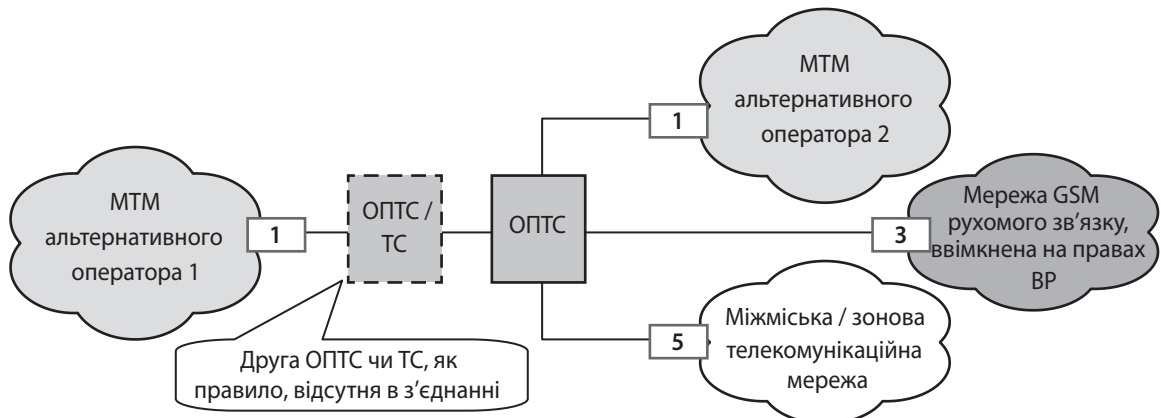 МТМ
альтернативного
оператора 1
1
ОПТС /
ТС
ОПТС
Друга ОПТС чи ТС, як
правило, відсутня в з’єднанні
1
МТМ
альтернативного
оператора 2
3
Мережа GSM
рухомого зв’язку,
ввімкнена на правах
ВР
5
Міжміська / зонова
телекомунікаційна
мережа